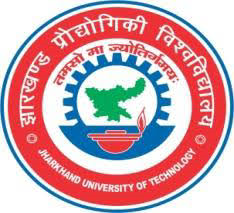 झारखण्ड प्रौद्योगिकी विश्वविद्यालय
तमसो मा ज्योतिर्गमयः
JHARKHAND UNIVERSITY OF TECHNOLOGY